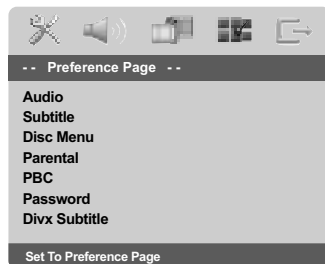 - - Preference Page - -
Audio
Subtitle
Disc Menu
Parental
PBC
Password
Divx Subtitle
Set To Preference Page